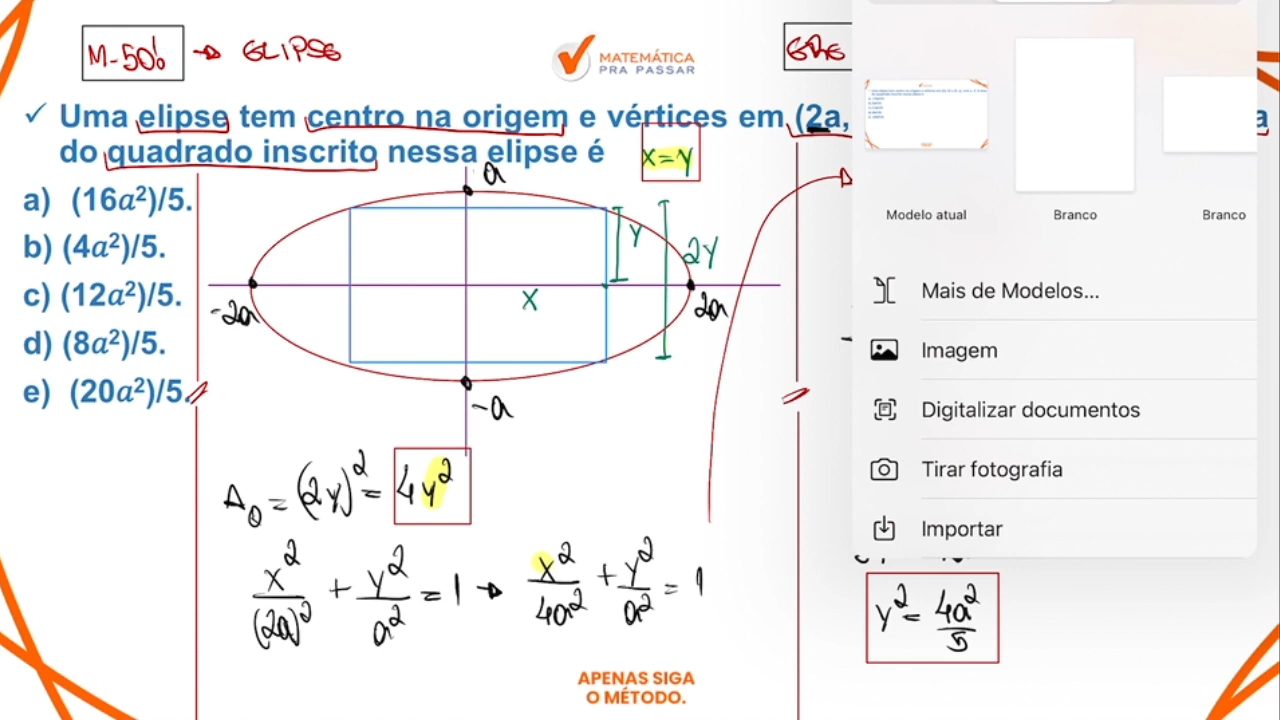 M-50! → ELIPSE
MATEMÁTICA
PRA PASSAR
✓ Uma elipse tem centro na origem e vértices em (2a, a
do quadrado inscrito nessa elipse é
x=y
a) (16a²)/5.
b) (4a²)/5.
c) (12a²)/5.
d) (8a²)/5.
e) (20a²)/5.
a
y
2y
x
-2a
2a
-a
A□ = (2y)² = 4y²
x²/(2a)² + y²/a² = 1 → x²/4a² + y²/a² = 1
y² = 4a²/5
APENAS SIGA
O MÉTODO.
Modelo atual
Branco
Branco
Mais de Modelos...
Imagem
Digitalizar documentos
Tirar fotografia
Importar